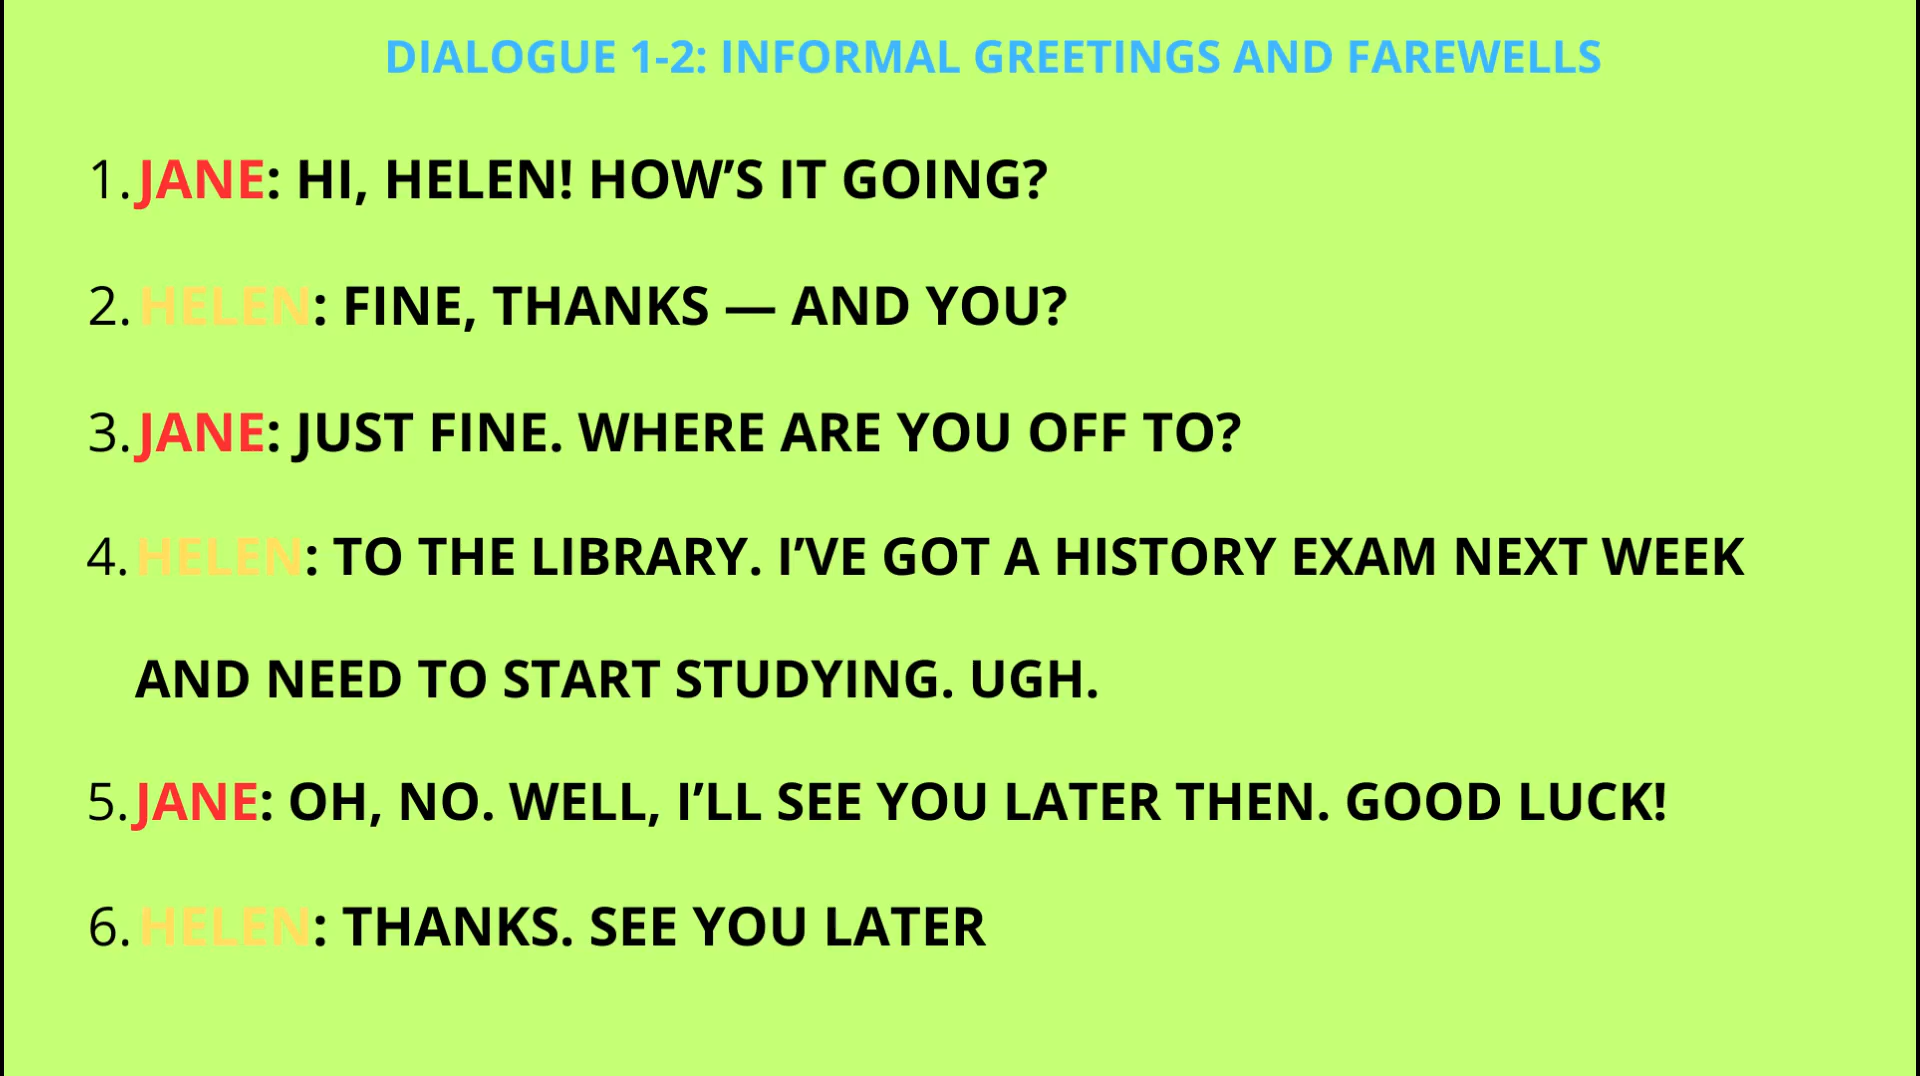 DIALOGUE 1-2: INFORMAL GREETINGS AND FAREWELLS
1. JANE: HI, HELEN! HOW’S IT GOING?
2. HELEN: FINE, THANKS — AND YOU?
3. JANE: JUST FINE. WHERE ARE YOU OFF TO?
4. HELEN: TO THE LIBRARY. I’VE GOT A HISTORY EXAM NEXT WEEK
AND NEED TO START STUDYING. UGH.
5. JANE: OH, NO. WELL, I’LL SEE YOU LATER THEN. GOOD LUCK!
6. HELEN: THANKS. SEE YOU LATER